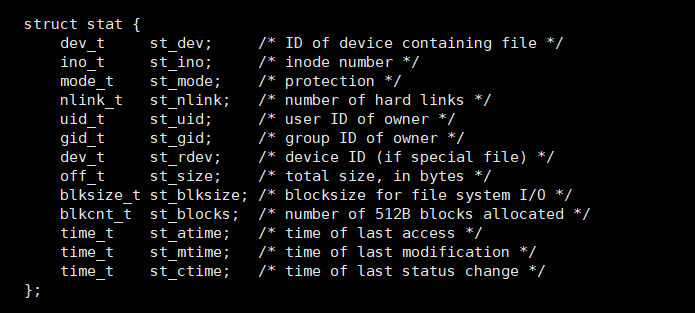 struct stat {
    dev_t     st_dev;     /* ID of device containing file */
    ino_t     st_ino;     /* inode number */
    mode_t    st_mode;    /* protection */
    nlink_t   st_nlink;   /* number of hard links */
    uid_t     st_uid;     /* user ID of owner */
    gid_t     st_gid;     /* group ID of owner */
    dev_t     st_rdev;    /* device ID (if special file) */
    off_t     st_size;    /* total size, in bytes */
    blksize_t st_blksize; /* blocksize for file system I/O */
    blkcnt_t  st_blocks;  /* number of 512B blocks allocated */
    time_t    st_atime;   /* time of last access */
    time_t    st_mtime;   /* time of last modification */
    time_t    st_ctime;   /* time of last status change */
};